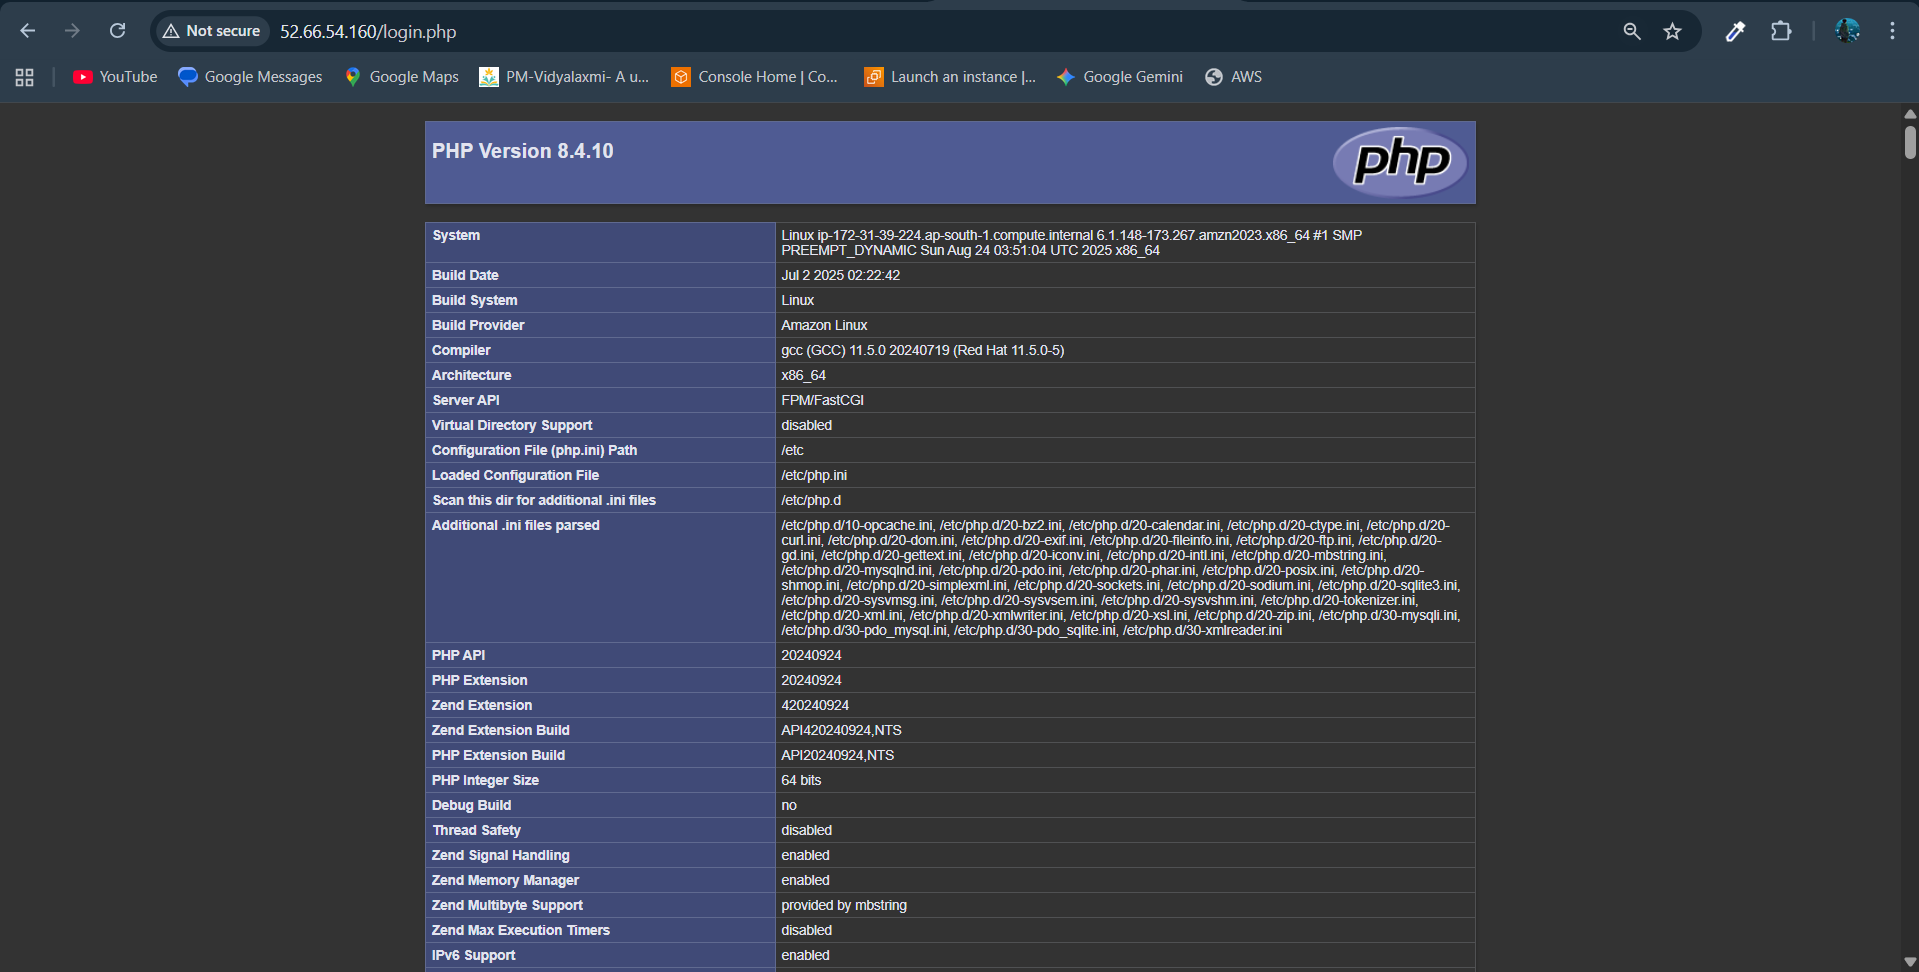 Not secure
52.66.54.160/login.php
YouTube
Google Messages
Google Maps
PM-Vidyalaxmi- A u...
Console Home | Co...
Launch an instance |...
Google Gemini
AWS
PHP Version 8.4.10
php
System
Linux ip-172-31-39-224.ap-south-1.compute.internal 6.1.148-173.267.amzn2023.x86_64 #1 SMP
PREEMPT_DYNAMIC Sun Aug 24 03:51:04 UTC 2025 x86_64
Build Date
Jul 2 2025 02:22:42
Build System
Linux
Build Provider
Amazon Linux
Compiler
gcc (GCC) 11.5.0 20240719 (Red Hat 11.5.0-5)
Architecture
x86_64
Server API
FPM/FastCGI
Virtual Directory Support
disabled
Configuration File (php.ini) Path
/etc
Loaded Configuration File
/etc/php.ini
Scan this dir for additional .ini files
/etc/php.d
Additional .ini files parsed
/etc/php.d/10-opcache.ini, /etc/php.d/20-bz2.ini, /etc/php.d/20-calendar.ini, /etc/php.d/20-ctype.ini, /etc/php.d/20-
curl.ini, /etc/php.d/20-dom.ini, /etc/php.d/20-exif.ini, /etc/php.d/20-fileinfo.ini, /etc/php.d/20-ftp.ini, /etc/php.d/20-
gd.ini, /etc/php.d/20-gettext.ini, /etc/php.d/20-iconv.ini, /etc/php.d/20-intl.ini, /etc/php.d/20-mbstring.ini,
/etc/php.d/20-mysqlnd.ini, /etc/php.d/20-pdo.ini, /etc/php.d/20-phar.ini, /etc/php.d/20-posix.ini, /etc/php.d/20-
shmop.ini, /etc/php.d/20-simplexml.ini, /etc/php.d/20-sockets.ini, /etc/php.d/20-sodium.ini, /etc/php.d/20-sqlite3.ini,
/etc/php.d/20-sysvmsg.ini, /etc/php.d/20-sysvsem.ini, /etc/php.d/20-sysvshm.ini, /etc/php.d/20-tokenizer.ini,
/etc/php.d/20-xml.ini, /etc/php.d/20-xmlwriter.ini, /etc/php.d/20-xsl.ini, /etc/php.d/20-zip.ini, /etc/php.d/30-mysqli.ini,
/etc/php.d/30-pdo_mysql.ini, /etc/php.d/30-pdo_sqlite.ini, /etc/php.d/30-xmlreader.ini
PHP API
20240924
PHP Extension
20240924
Zend Extension
420240924
Zend Extension Build
API420240924,NTS
PHP Extension Build
API20240924,NTS
PHP Integer Size
64 bits
Debug Build
no
Thread Safety
disabled
Zend Signal Handling
enabled
Zend Memory Manager
enabled
Zend Multibyte Support
provided by mbstring
Zend Max Execution Timers
disabled
IPv6 Support
enabled